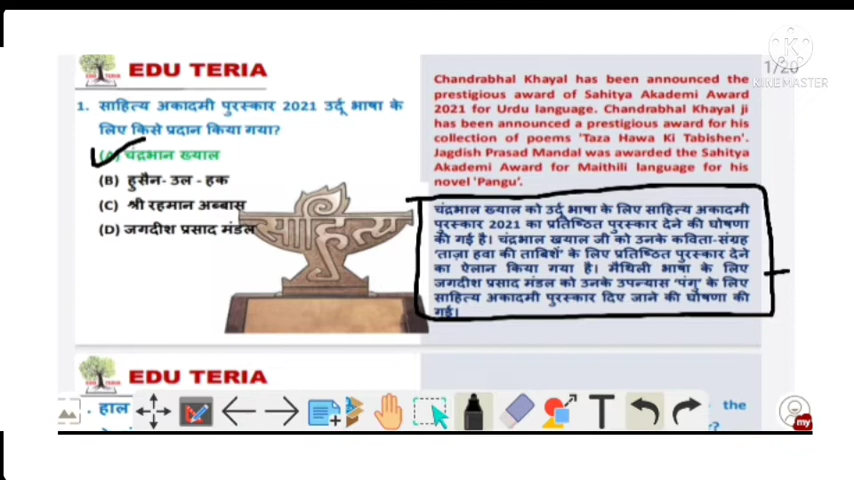 EDU TERIA
1. साहित्य अकादमी पुरस्कार 2021 उर्दू भाषा के
लिए किसे प्रदान किया गया?
(A) चंद्रभान ख्याल
(B) हुसैन- उल - हक
(C) श्री रहमान अब्बास
(D) जगदीश प्रसाद मंडल
साहित्य
Chandrabhal Khayal has been announced the
prestigious award of Sahitya Akademi Award
2021 for Urdu language. Chandrabhal Khayal ji
has been announced a prestigious award for his
collection of poems 'Taza Hawa Ki Tabishen'.
Jagdish Prasad Mandal was awarded the Sahitya
Akademi Award for Maithili language for his
novel 'Pangu'.
चंद्रभाल ख्याल को उर्दू भाषा के लिए साहित्य अकादमी
पुरस्कार 2021 का प्रतिष्ठित पुरस्कार देने की घोषणा
की गई है। चंद्रभाल खयाल जी को उनके कविता-संग्रह
'ताज़ा हवा की ताबिशें' के लिए प्रतिष्ठित पुरस्कार देने
का ऐलान किया गया है। मैथिली भाषा के लिए
जगदीश प्रसाद मंडल को उनके उपन्यास 'पंगु' के लिए
साहित्य अकादमी पुरस्कार दिए जाने की घोषणा की
गई।
1/20
KINEMASTER
EDU TERIA
. हाल
the
?
T
my